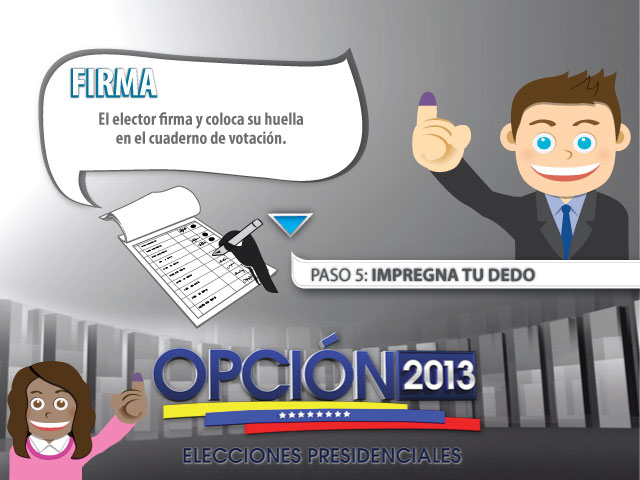 FIRMA
El elector firma y coloca su huella
en el cuaderno de votación.
PASO 5: IMPREGNA TU DEDO
OPCIÓN 2013
ELECCIONES PRESIDENCIALES